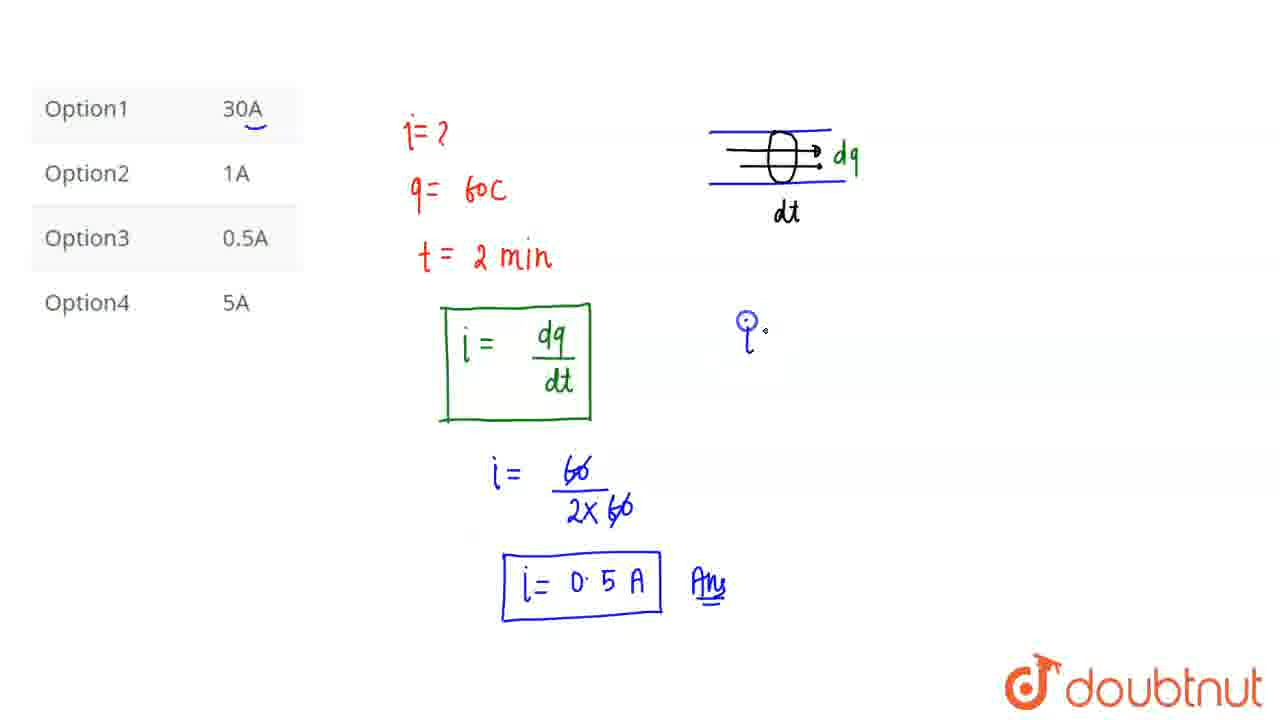 Option1 30A
Option2 1A
Option3 0.5A
Option4 5A
i= ?
q= 60C
t= 2 min
i= dq
dt
i= 60
2x60
i= 0.5 A Ans
dq
dt
i
doubtnut